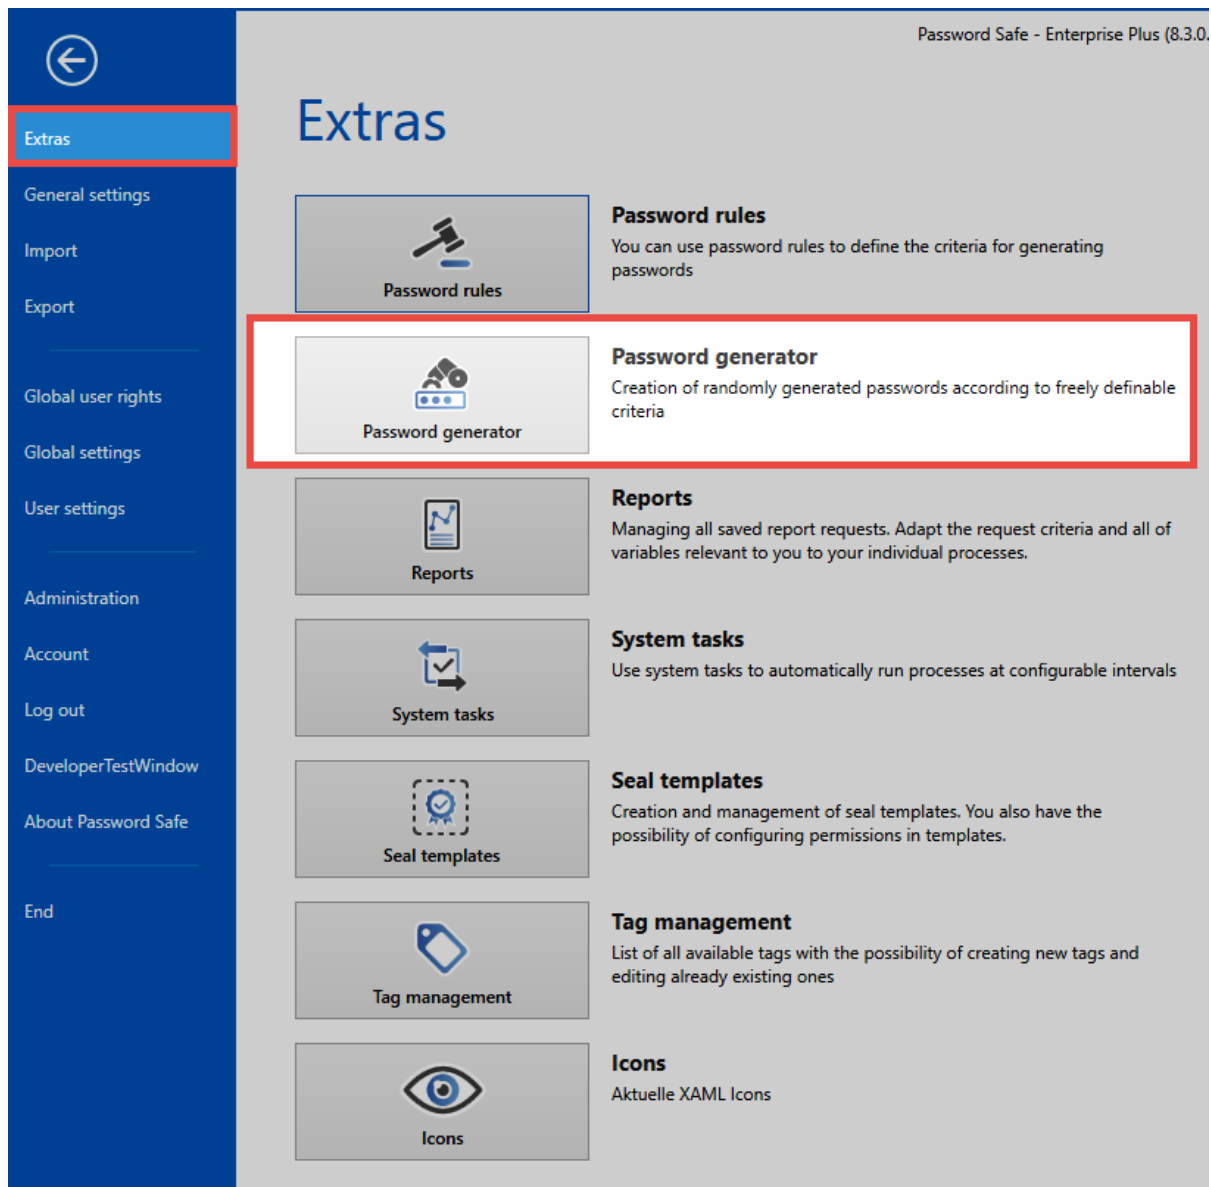 Password Safe - Enterprise Plus (8.3.0.
Extras
General settings
Import
Export
Global user rights
Global settings
User settings
Administration
Account
Log out
DeveloperTestWindow
About Password Safe
End
Extras
Password rules
Password rules
You can use password rules to define the criteria for generating
passwords
Password generator
Password generator
Creation of randomly generated passwords according to freely definable
criteria
Reports
Reports
Managing all saved report requests. Adapt the request criteria and all of
variables relevant to you to your individual processes.
System tasks
System tasks
Use system tasks to automatically run processes at configurable intervals
Seal templates
Seal templates
Creation and management of seal templates. You also have the
possibility of configuring permissions in templates.
Tag management
Tag management
List of all available tags with the possibility of creating new tags and
editing already existing ones
Icons
Icons
Aktuelle XAML Icons